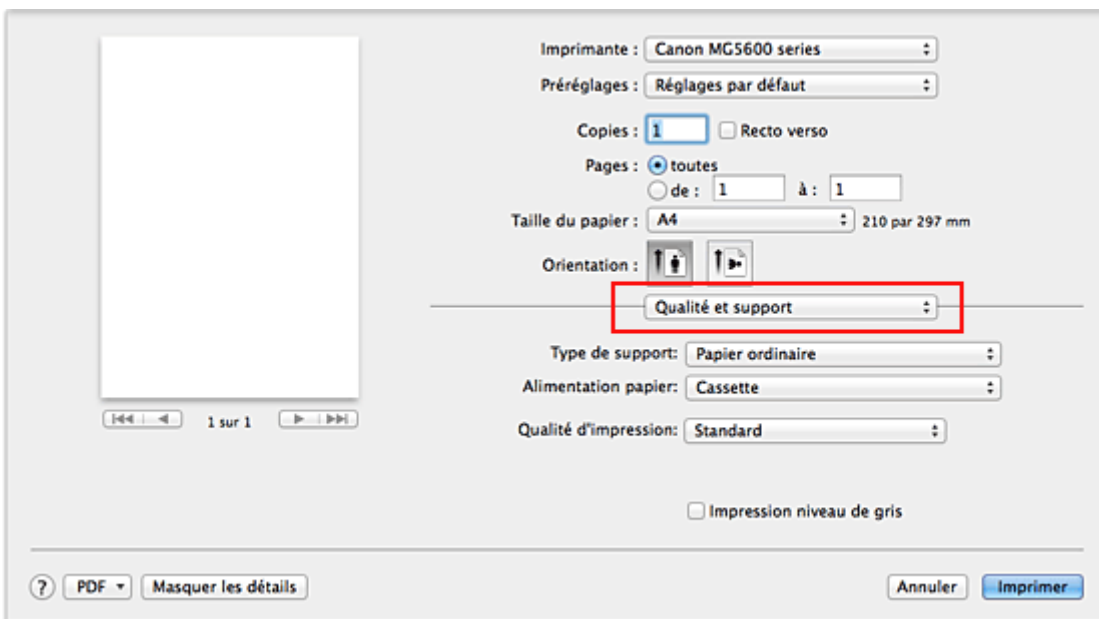 Imprimante : Canon MG5600 series
Préréglages : Réglages par défaut
Copies : 1 Recto verso
Pages : toutes
de : 1 à : 1
Taille du papier : A4 210 par 297 mm
Orientation :
Qualité et support
Type de support: Papier ordinaire
Alimentation papier: Cassette
1 sur 1
Qualité d'impression: Standard
Impression niveau de gris
? PDF Masquer les détails Annuler Imprimer